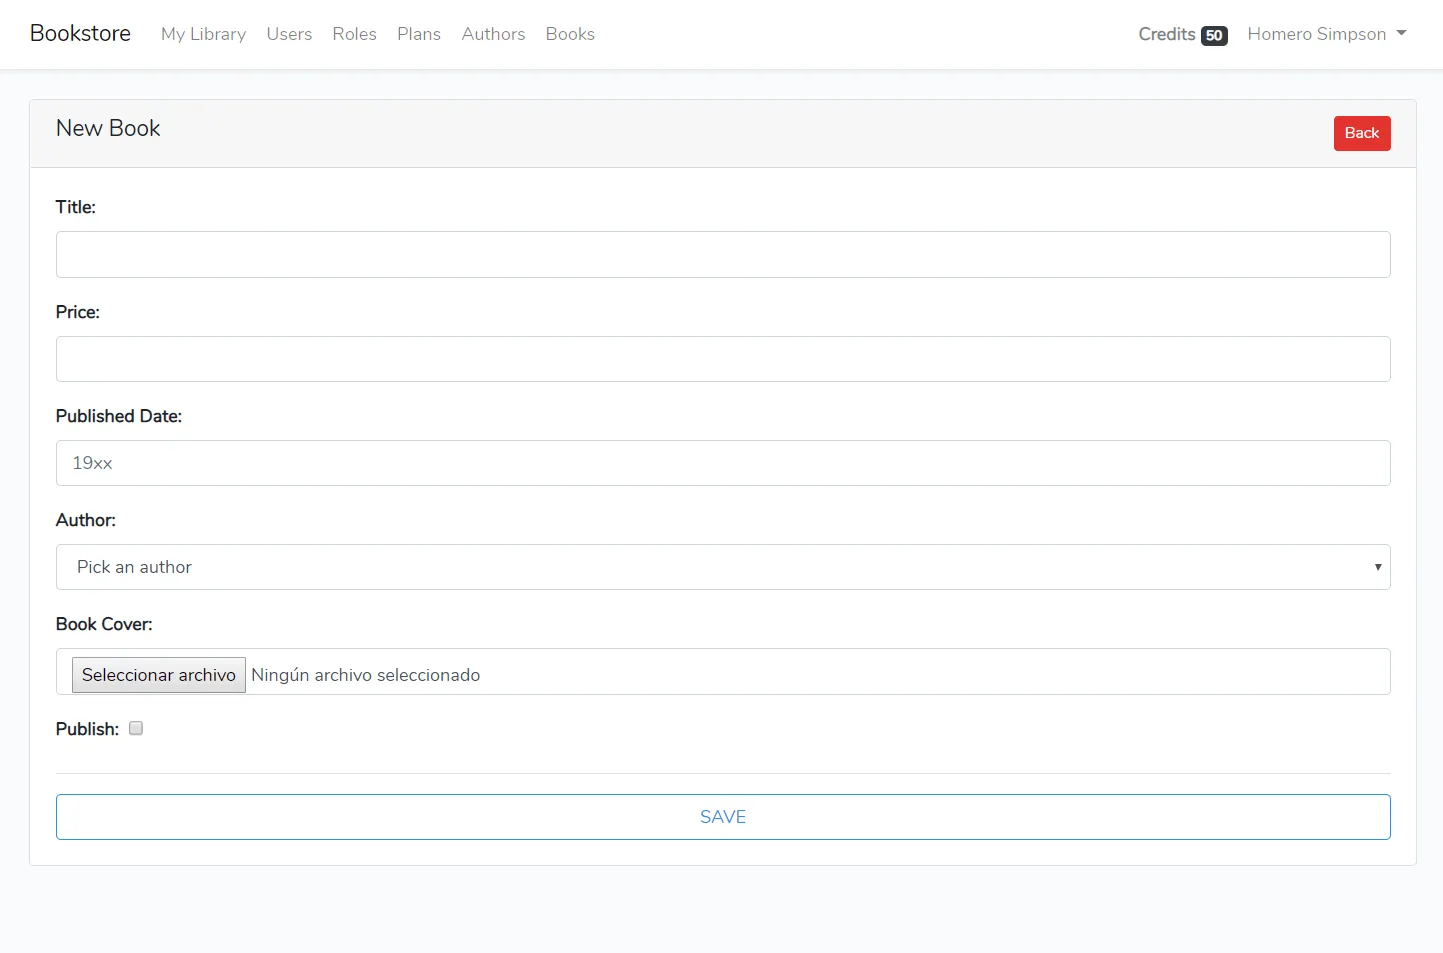 Bookstore My Library Users Roles Plans Authors Books Credits 50 Homero Simpson
New Book Back
Title:
Price:
Published Date:
19xx
Author:
Pick an author
Book Cover:
Seleccionar archivo Ningún archivo seleccionado
Publish:
SAVE